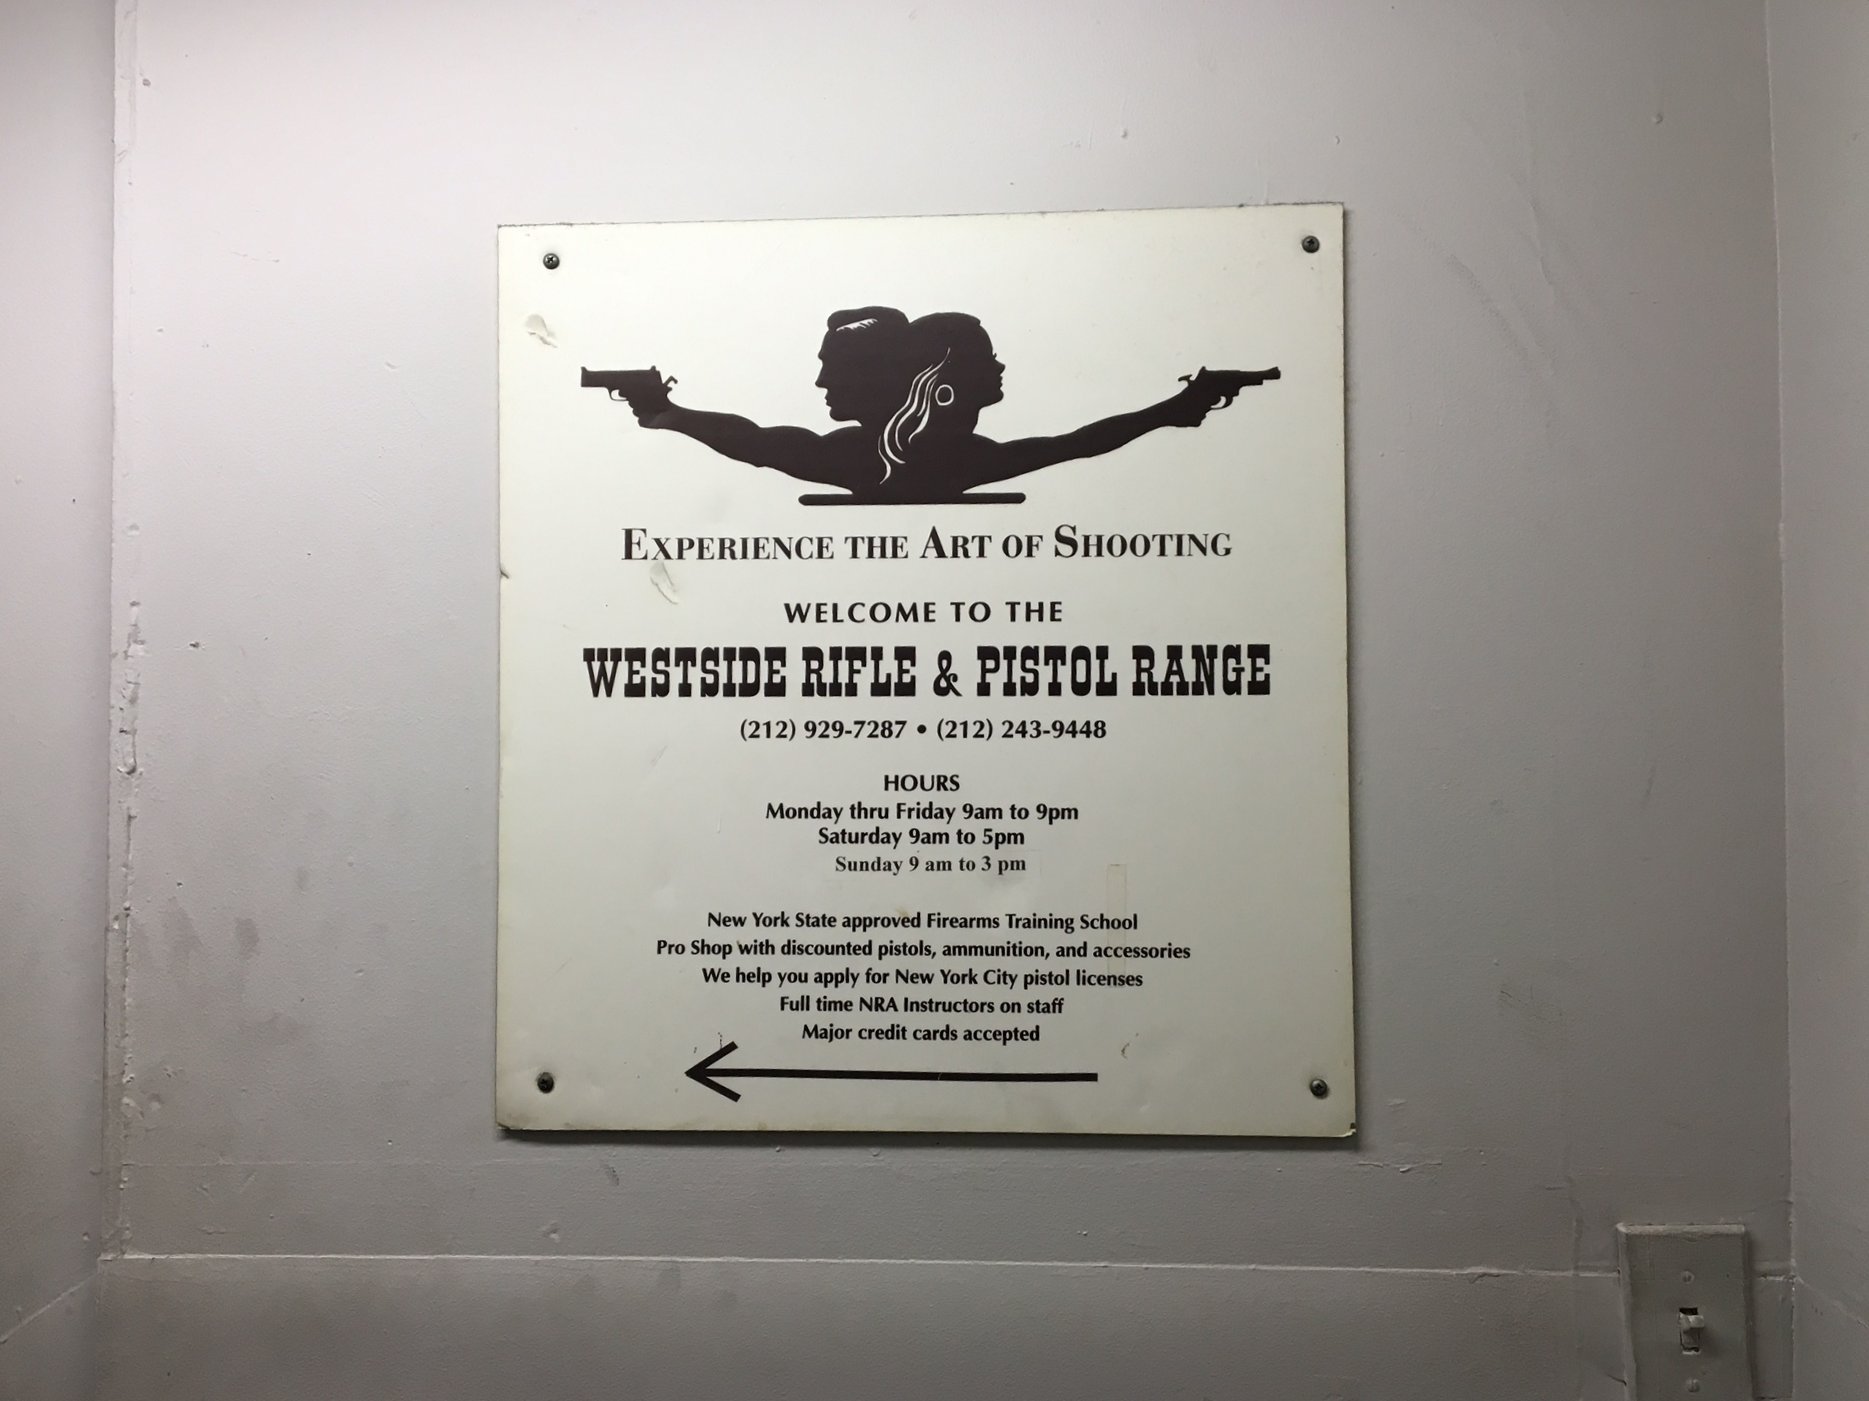 EXPERIENCE THE ART OF SHOOTING
WELCOME TO THE
WESTSIDE RIFLE & PISTOL RANGE
(212) 929-7287 • (212) 243-9448
HOURS
Monday thru Friday 9am to 9pm
Saturday 9am to 5pm
Sunday 9 am to 3 pm
New York State approved Firearms Training School
Pro Shop with discounted pistols, ammunition, and accessories
We help you apply for New York City pistol licenses
Full time NRA Instructors on staff
Major credit cards accepted